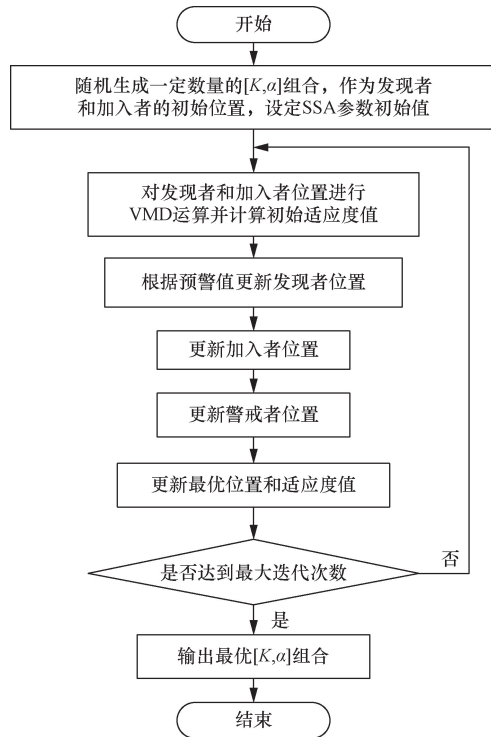 开始
随机生成一定数量的[K,α]组合，作为发现者
和加入者的初始位置，设定SSA参数初始值
对发现者和加入者位置进行
VMD运算并计算初始适应度值
根据预警值更新发现者位置
更新加入者位置
更新警戒者位置
更新最优位置和适应度值
是否达到最大迭代次数
否
是
输出最优[K,α]组合
结束